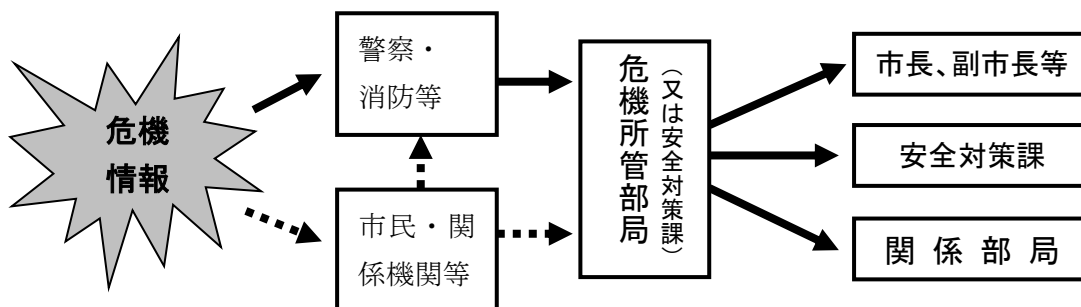 危機
情報
警察・
消防等
市民・関
係機関等
危機所管部局
（又は安全対策課）
市長、副市長等
安全対策課
関係部局